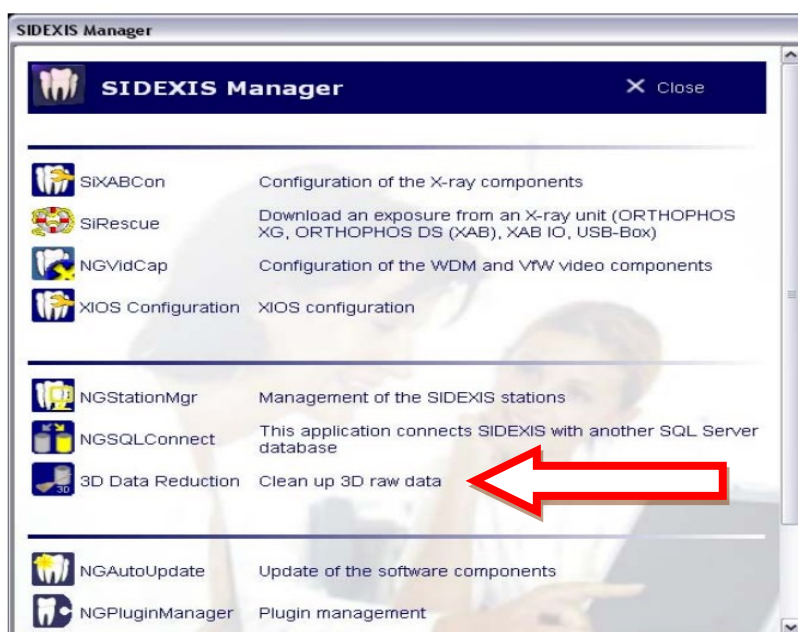 SIDEXIS Manager
SIDEXIS Manager
Close
SiXABCon Configuration of the X-ray components
SiRescue Download an exposure from an X-ray unit (ORTHOPHOS
XG, ORTHOPHOS DS (XAB), XAB IO, USB-Box)
NGVidCap Configuration of the WDM and VfW video components
XIOS Configuration XIOS configuration
NGStationMgr Management of the SIDEXIS stations
NGSQLConnect This application connects SIDEXIS with another SQL Server
database
3D Data Reduction Clean up 3D raw data
3D
NGAutoUpdate Update of the software components
NGPluginManager Plugin management